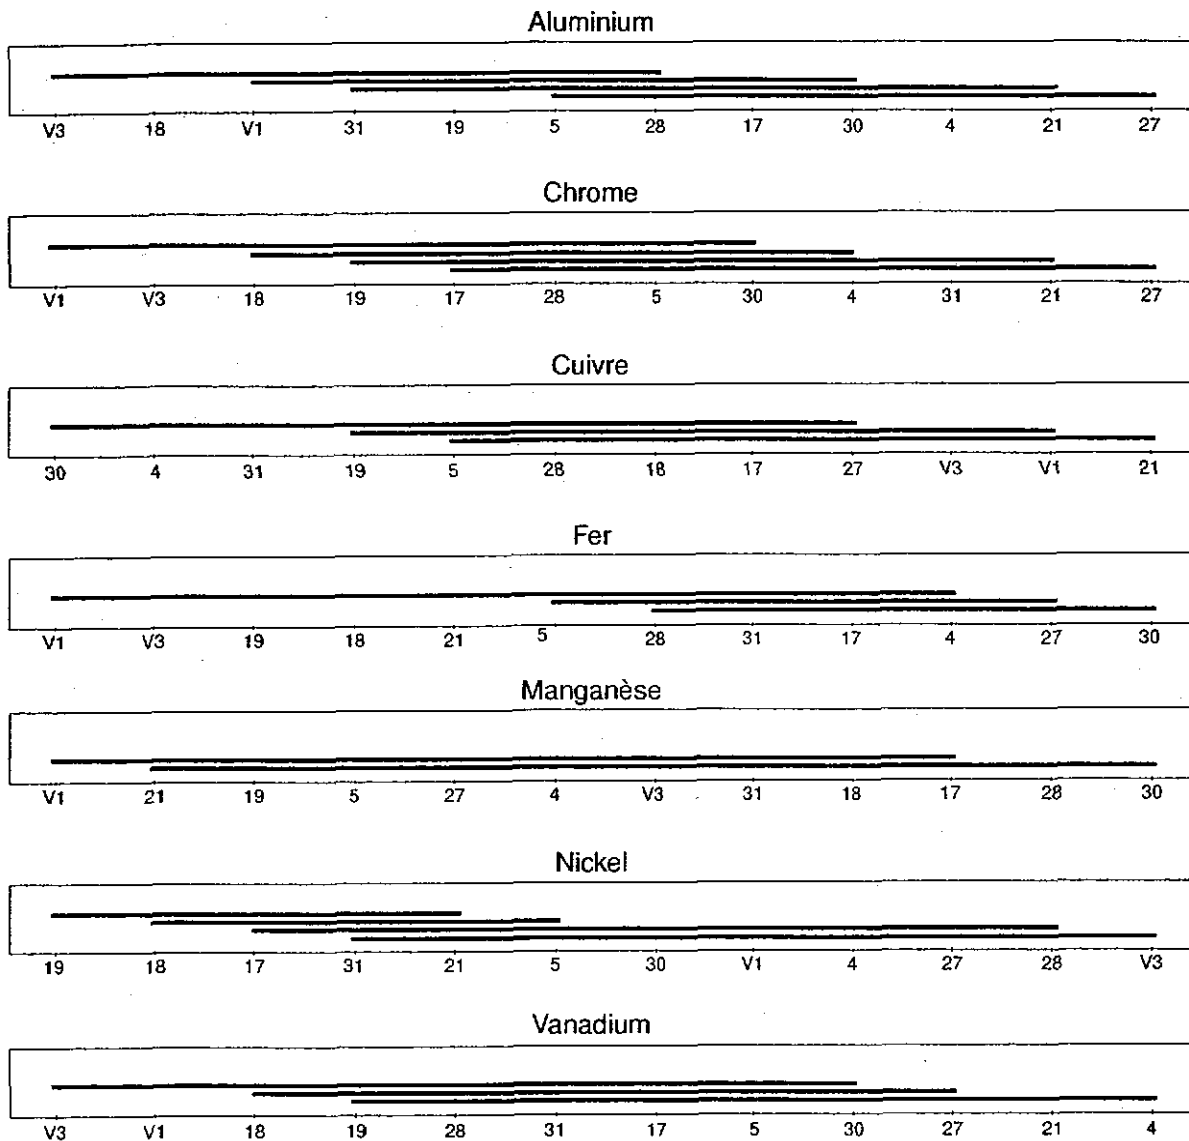 Aluminium
V3 18 V1 31 19 5 28 17 30 4 21 27
Chrome
V1 V3 18 19 17 28 5 30 4 31 21 27
Cuivre
30 4 31 19 5 28 18 17 27 V3 V1 21
Fer
V1 V3 19 18 21 5 28 31 17 4 27 30
Manganèse
V1 21 19 5 27 4 V3 31 18 17 28 30
Nickel
19 18 17 31 21 5 30 V1 4 27 28 V3
Vanadium
V3 V1 18 19 28 31 17 5 30 27 21 4